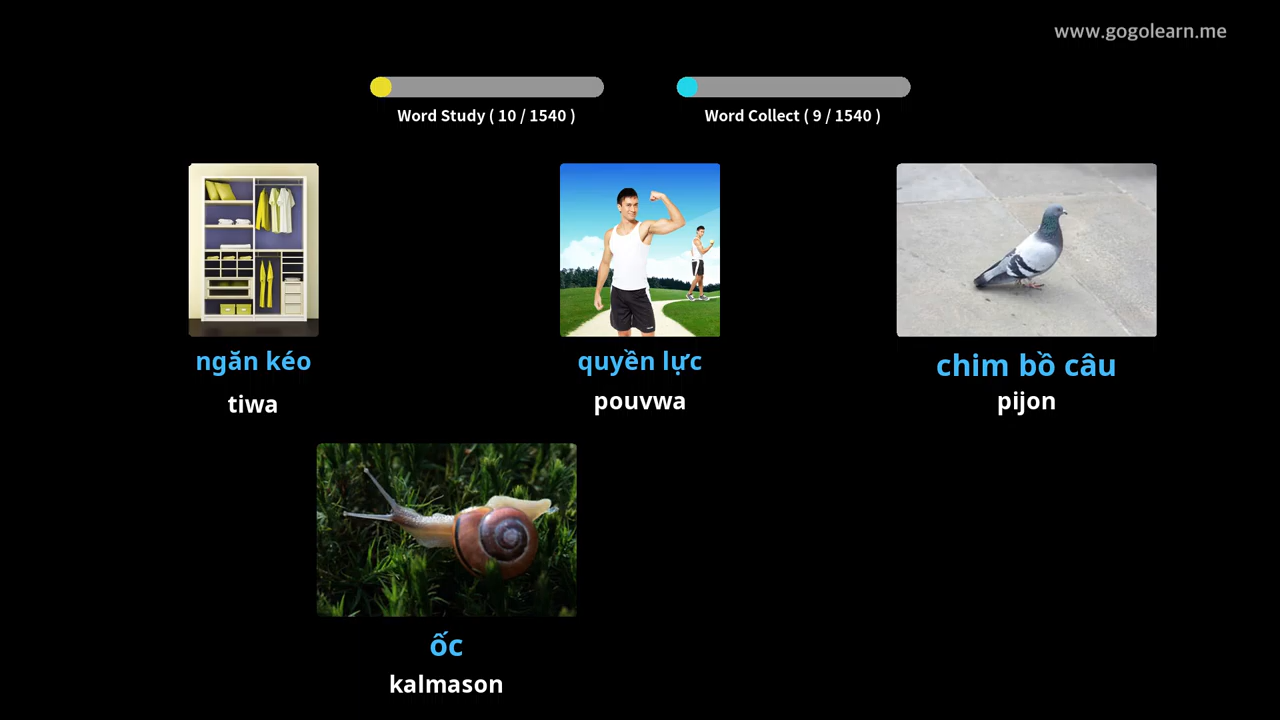 www.gogolearn.me
Word Study ( 10 / 1540 )
Word Collect ( 9 / 1540 )
ngăn kéo
tiwa
quyền lực
pouvwa
chim bồ câu
pijon
ốc
kalmason